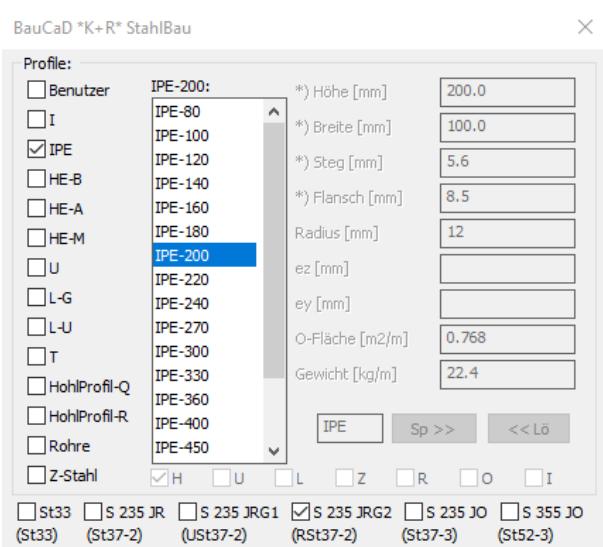 BauCaD *K+R* StahlBau
Profile:
Benutzer
I
IPE
HE-B
HE-A
HE-M
U
L-G
L-U
T
HohlProfil-Q
HohlProfil-R
Rohre
Z-Stahl
IPE-200:
IPE-80
IPE-100
IPE-120
IPE-140
IPE-160
IPE-180
IPE-200
IPE-220
IPE-240
IPE-270
IPE-300
IPE-330
IPE-360
IPE-400
IPE-450
*) Höhe [mm] 200.0
*) Breite [mm] 100.0
*) Steg [mm] 5.6
*) Flansch [mm] 8.5
Radius [mm] 12
ez [mm]
ey [mm]
O-Fläche [m2/m] 0.768
Gewicht [kg/m] 22.4
IPE Sp >> << Lö
H U L Z R O I
St33 S 235 JR S 235 JRG1 S 235 JRG2 S 235 JO S 355 JO
(St33) (St37-2) (USt37-2) (RSt37-2) (St37-3) (St52-3)